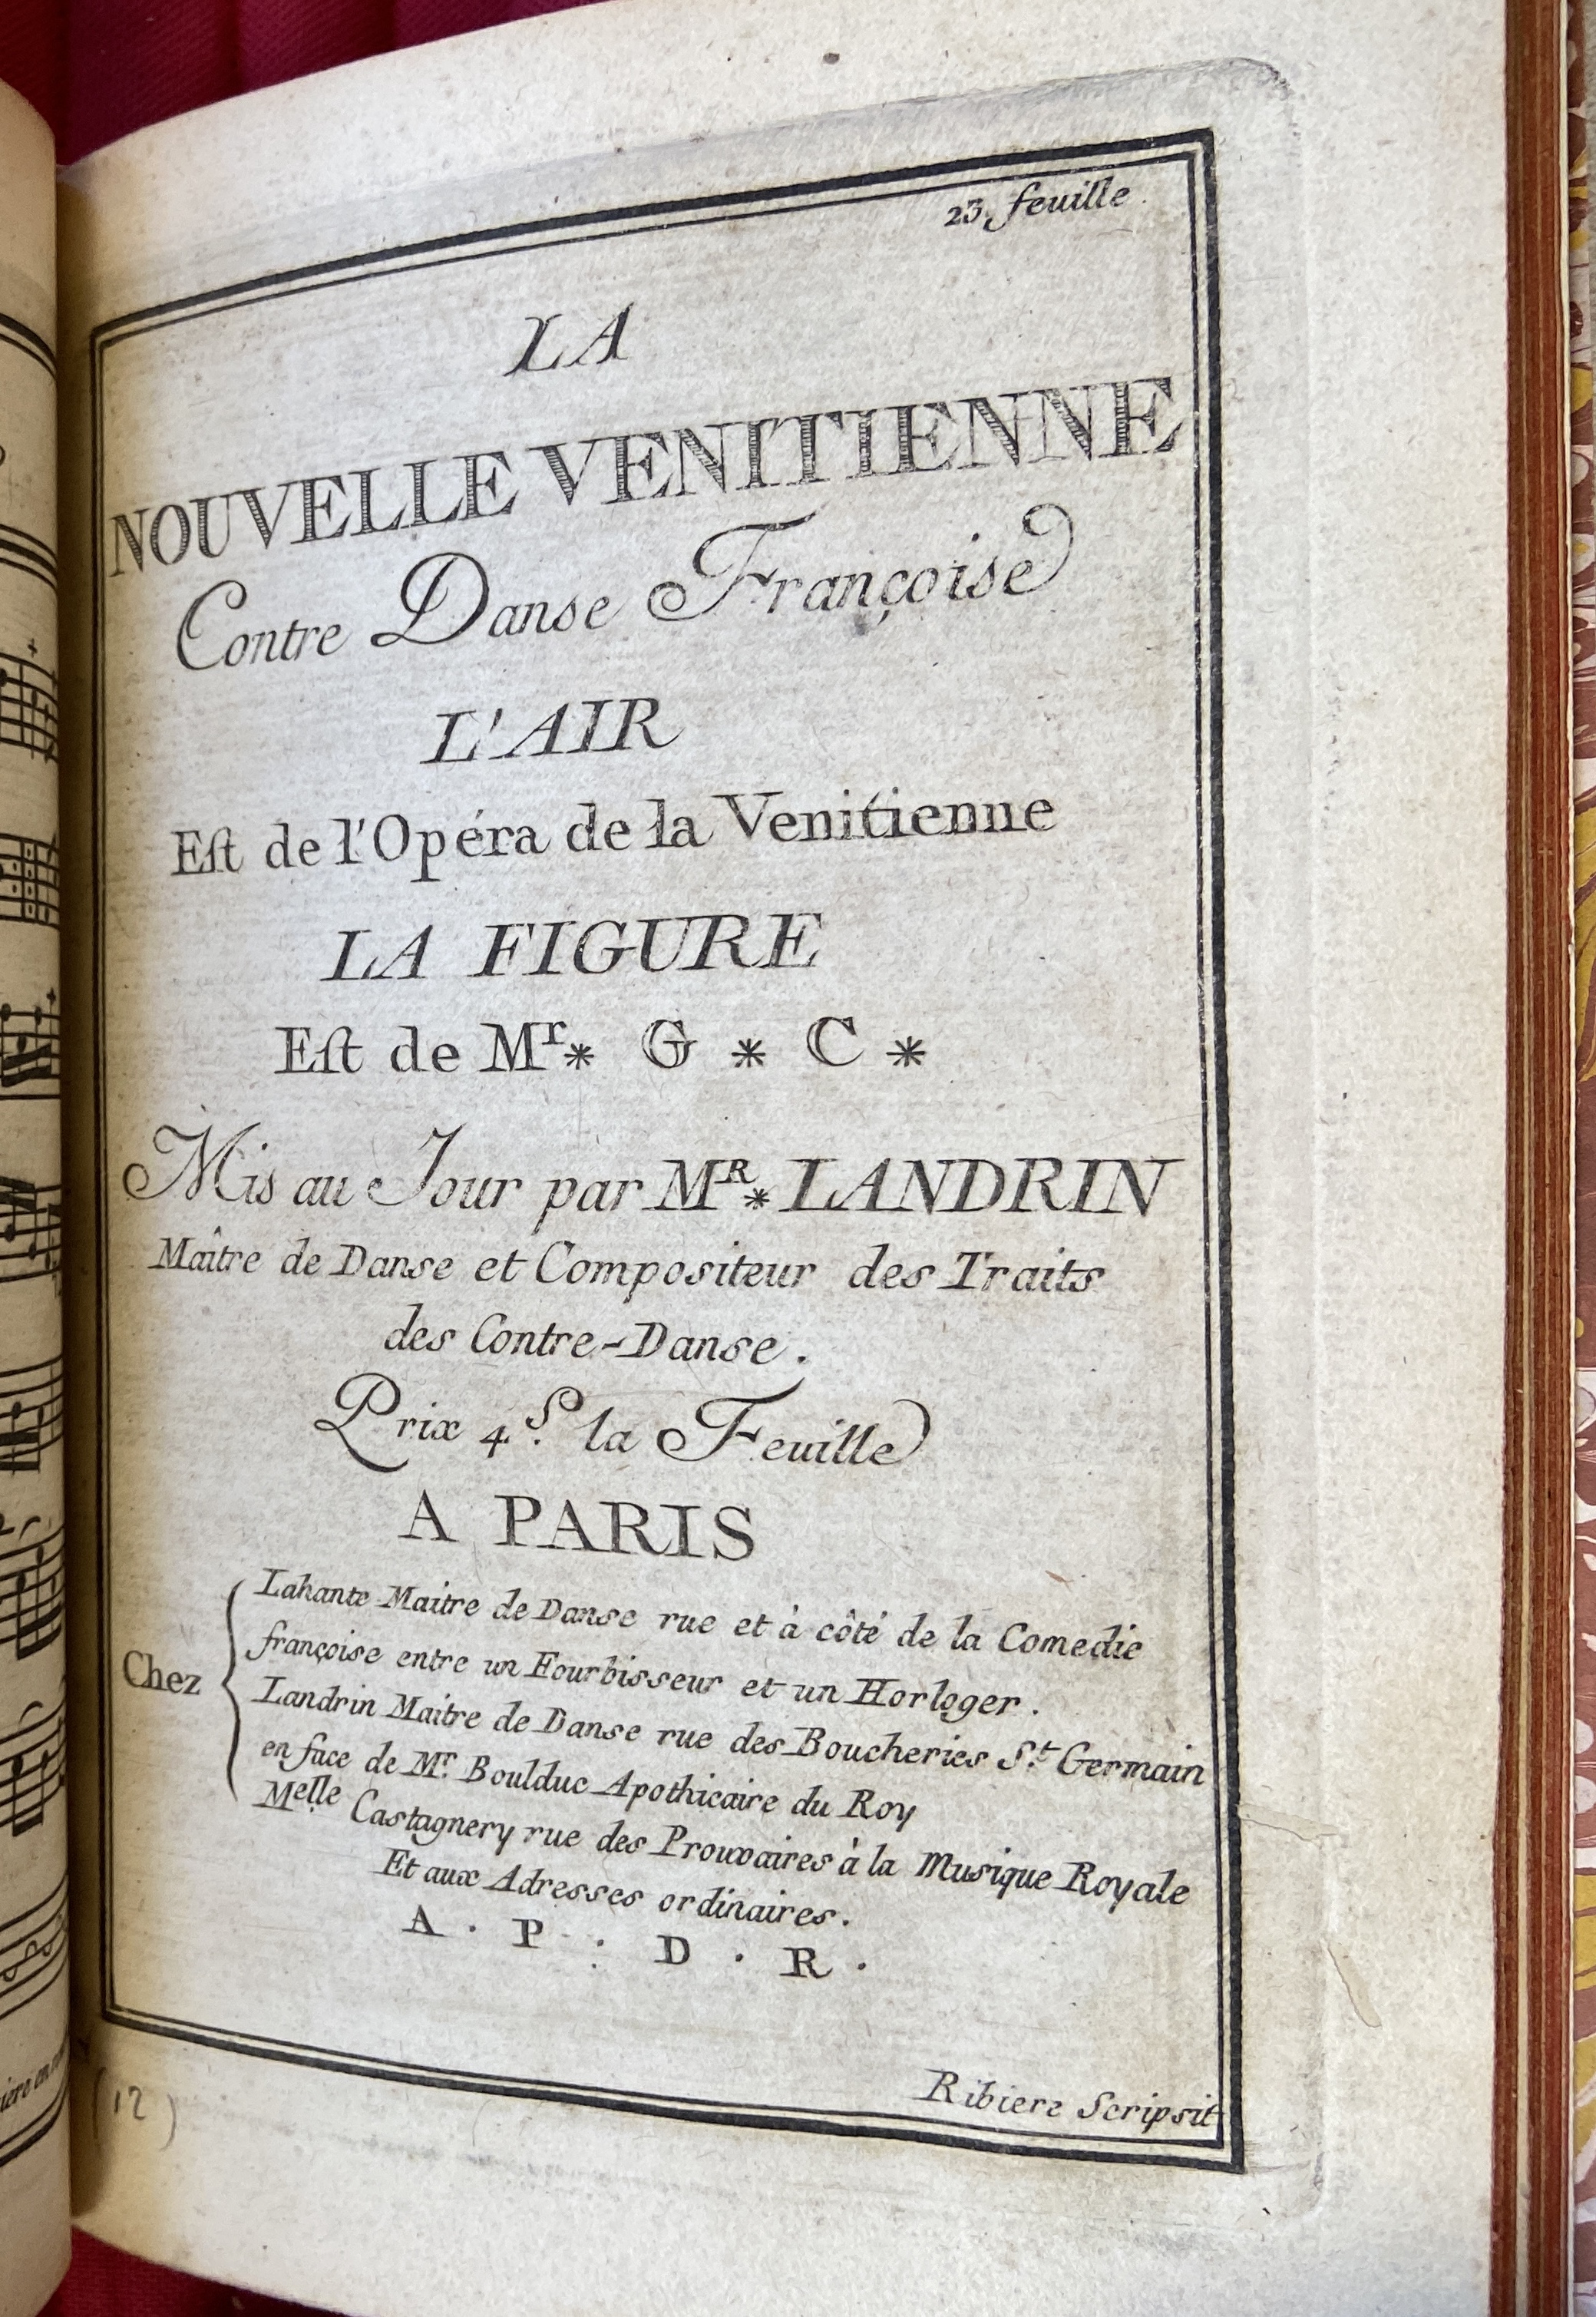 23. feuille.
LA
NOUVELLE VENITIENNE
Contre Danse Françoise
L'AIR
Est de l'Opéra de la Venitienne
LA FIGURE
Est de Mr * G * C *
Mis au Jour par MR * LANDRIN
Maître de Danse et Compositeur des Traits
des Contre-Danse.
Prix 4 S. la Feuille
A PARIS
Chez
Lahante Maitre de Danse rue et à côté de la Comedie
françoise entre un Fourbisseur et un Horloger.
Landrin Maitre de Danse rue des Boucheries St. Germain
en face de Mr. Boulduc Apothicaire du Roy
Melle Castagnery rue des Prouvaires à la Musique Royale
Et aux Adresses ordinaires.
A . P . D . R .
Ribiere Scripsit
(12)